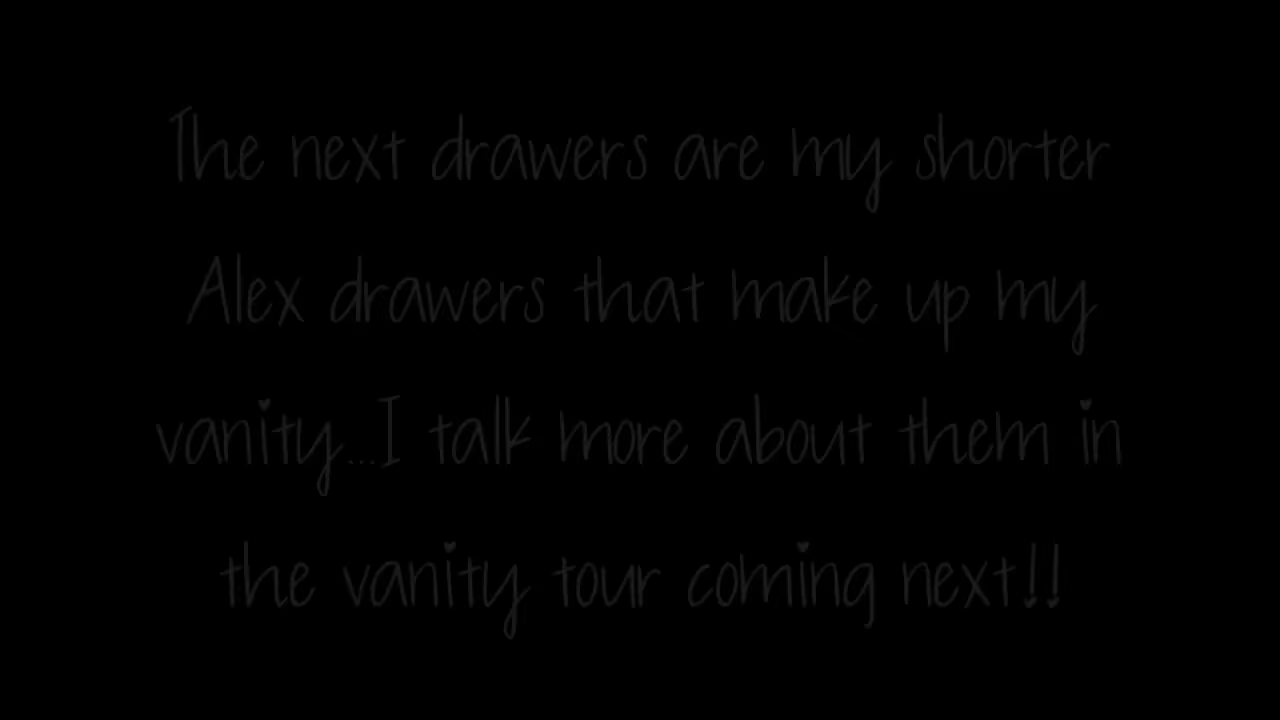 The next drawers are my shorter
Alex drawers that make up my
vanity...I talk more about them in
the vanity tour coming next!!